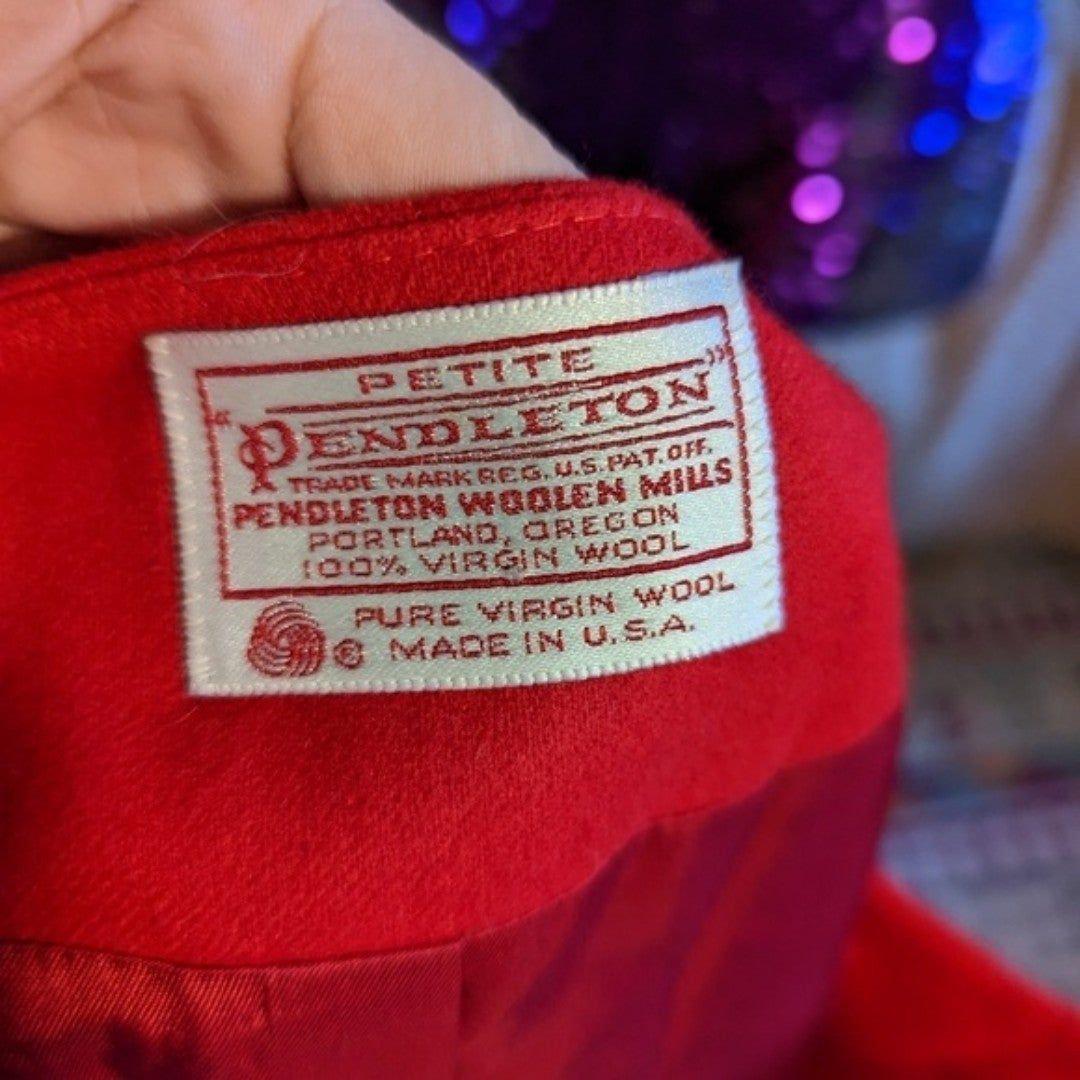 PETITE
"PENDLETON"
TRADE MARK REG. U.S. PAT. OFF.
PENDLETON WOOLEN MILLS
PORTLAND, OREGON
100% VIRGIN WOOL
PURE VIRGIN WOOL
® MADE IN U.S.A.